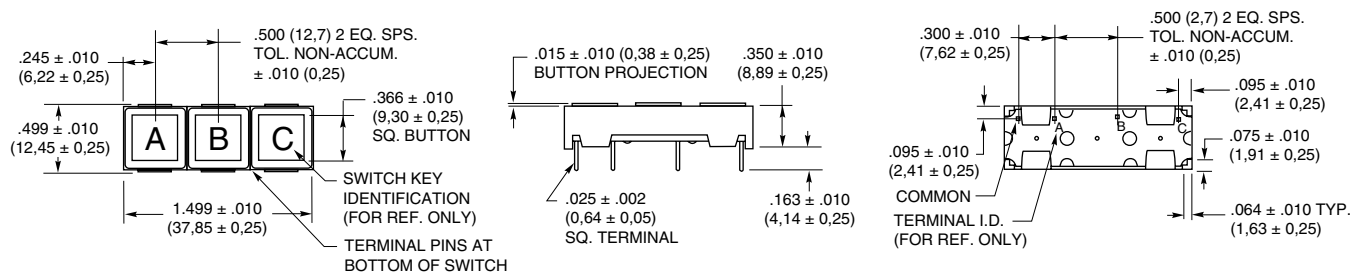 .500 (12,7) 2 EQ. SPS.
TOL. NON-ACCUM.
± .010 (0,25)
.245 ± .010
(6,22 ± 0,25)
.366 ± .010
(9,30 ± 0,25)
SQ. BUTTON
.499 ± .010
(12,45 ± 0,25)
A
B
C
SWITCH KEY
IDENTIFICATION
(FOR REF. ONLY)
1.499 ± .010
(37,85 ± 0,25)
TERMINAL PINS AT
BOTTOM OF SWITCH
.015 ± .010 (0,38 ± 0,25)
BUTTON PROJECTION
.350 ± .010
(8,89 ± 0,25)
.025 ± .002
(0,64 ± 0,05)
SQ. TERMINAL
.163 ± .010
(4,14 ± 0,25)
.300 ± .010
(7,62 ± 0,25)
.500 (2,7) 2 EQ. SPS.
TOL. NON-ACCUM.
± .010 (0,25)
.095 ± .010
(2,41 ± 0,25)
A
B
C
.095 ± .010
(2,41 ± 0,25)
.075 ± .010
(1,91 ± 0,25)
COMMON
TERMINAL I.D.
(FOR REF. ONLY)
.064 ± .010 TYP.
(1,63 ± 0,25)